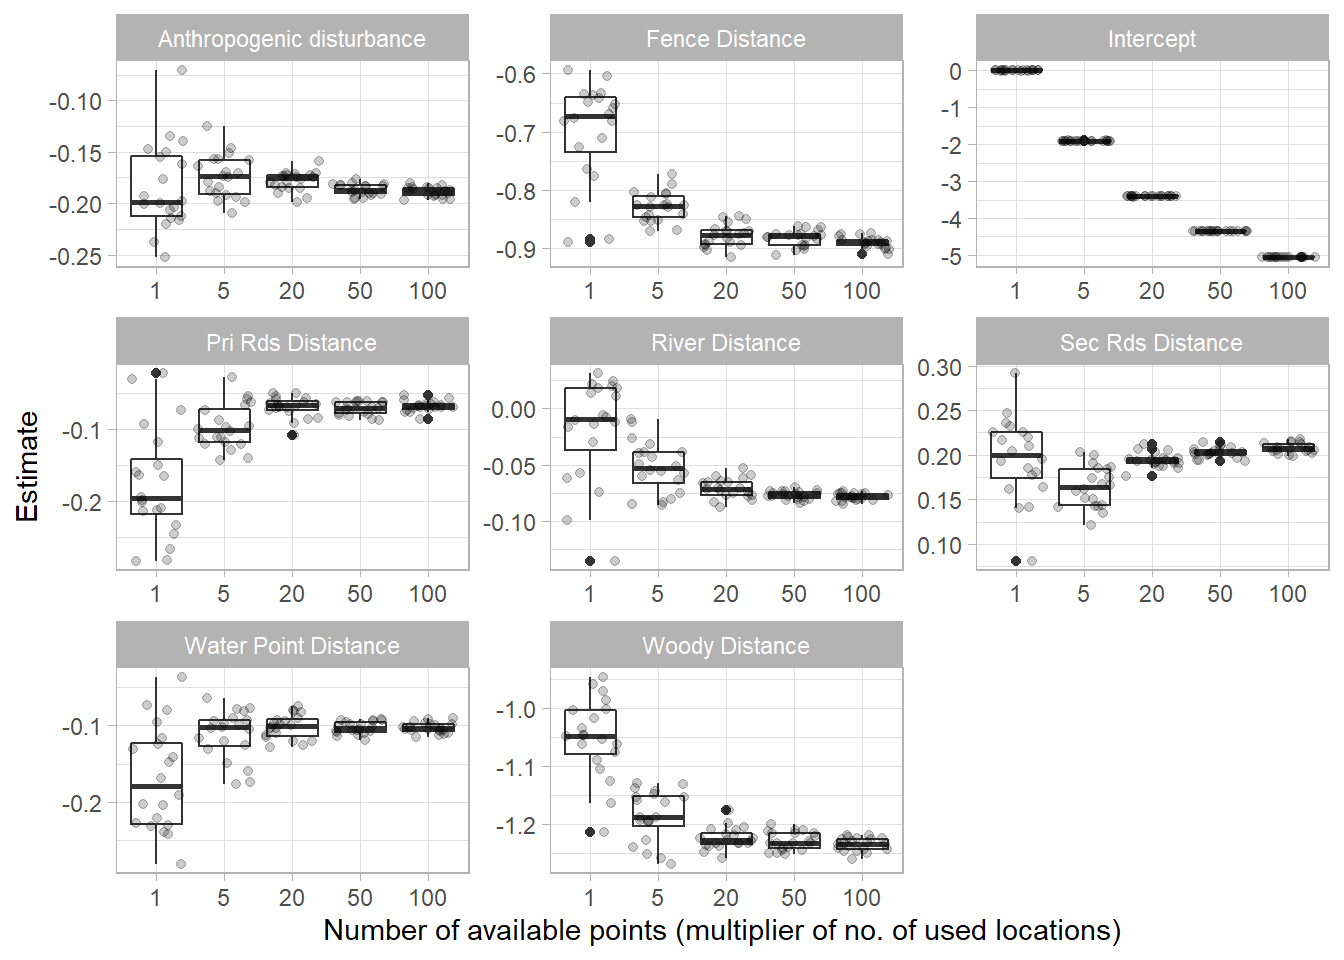 Anthropogenic disturbance
Fence Distance
Intercept
-0.10
-0.15
-0.20
-0.25
-0.6
-0.7
-0.8
-0.9
0
-1
-2
-3
-4
-5
1 5 20 50 100
1 5 20 50 100
1 5 20 50 100
Pri Rds Distance
River Distance
Sec Rds Distance
-0.1
-0.2
0.00
-0.05
-0.10
0.30
0.25
0.20
0.15
0.10
1 5 20 50 100
1 5 20 50 100
1 5 20 50 100
Water Point Distance
Woody Distance
-0.1
-0.2
-1.0
-1.1
-1.2
1 5 20 50 100
1 5 20 50 100
Estimate
Number of available points (multiplier of no. of used locations)